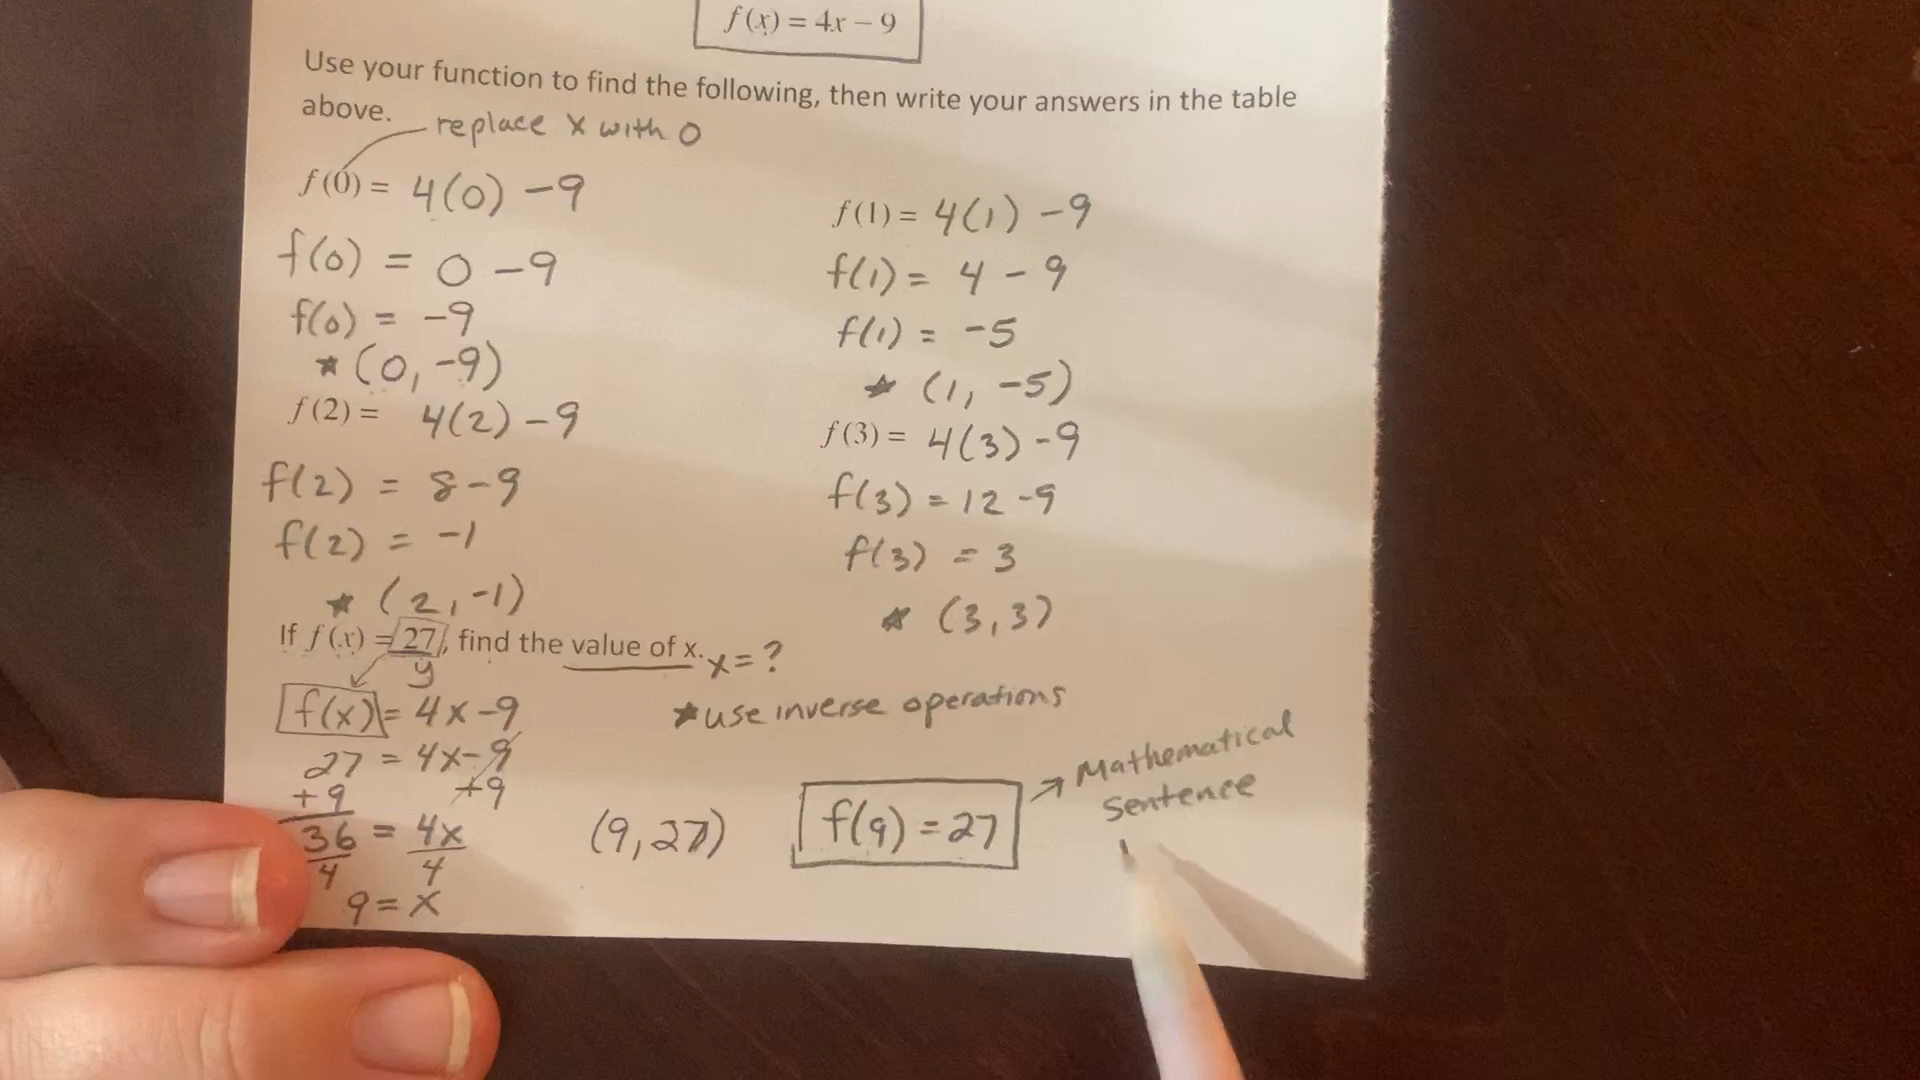 f(x) = 4x – 9
Use your function to find the following, then write your answers in the table
above.
replace x with 0
f(0) = 4(0) -9
f(0) = 0 -9
f(0) = -9
* (0, -9)
f(1) = 4(1) -9
f(1) = 4 - 9
f(1) = -5
* (1, -5)
f(2) = 4(2) -9
f(2) = 8-9
f(2) = -1
* (2, -1)
f(3) = 4(3) -9
f(3) = 12 -9
f(3) = 3
* (3,3)
If f(x) = 27, find the value of x. x = ?
y
f(x) = 4x -9
27 = 4x -9
+9 +9
36 = 4x
4 4
9 = x
*use inverse operations
(9,27)
f(9) = 27
→ Mathematical
sentence